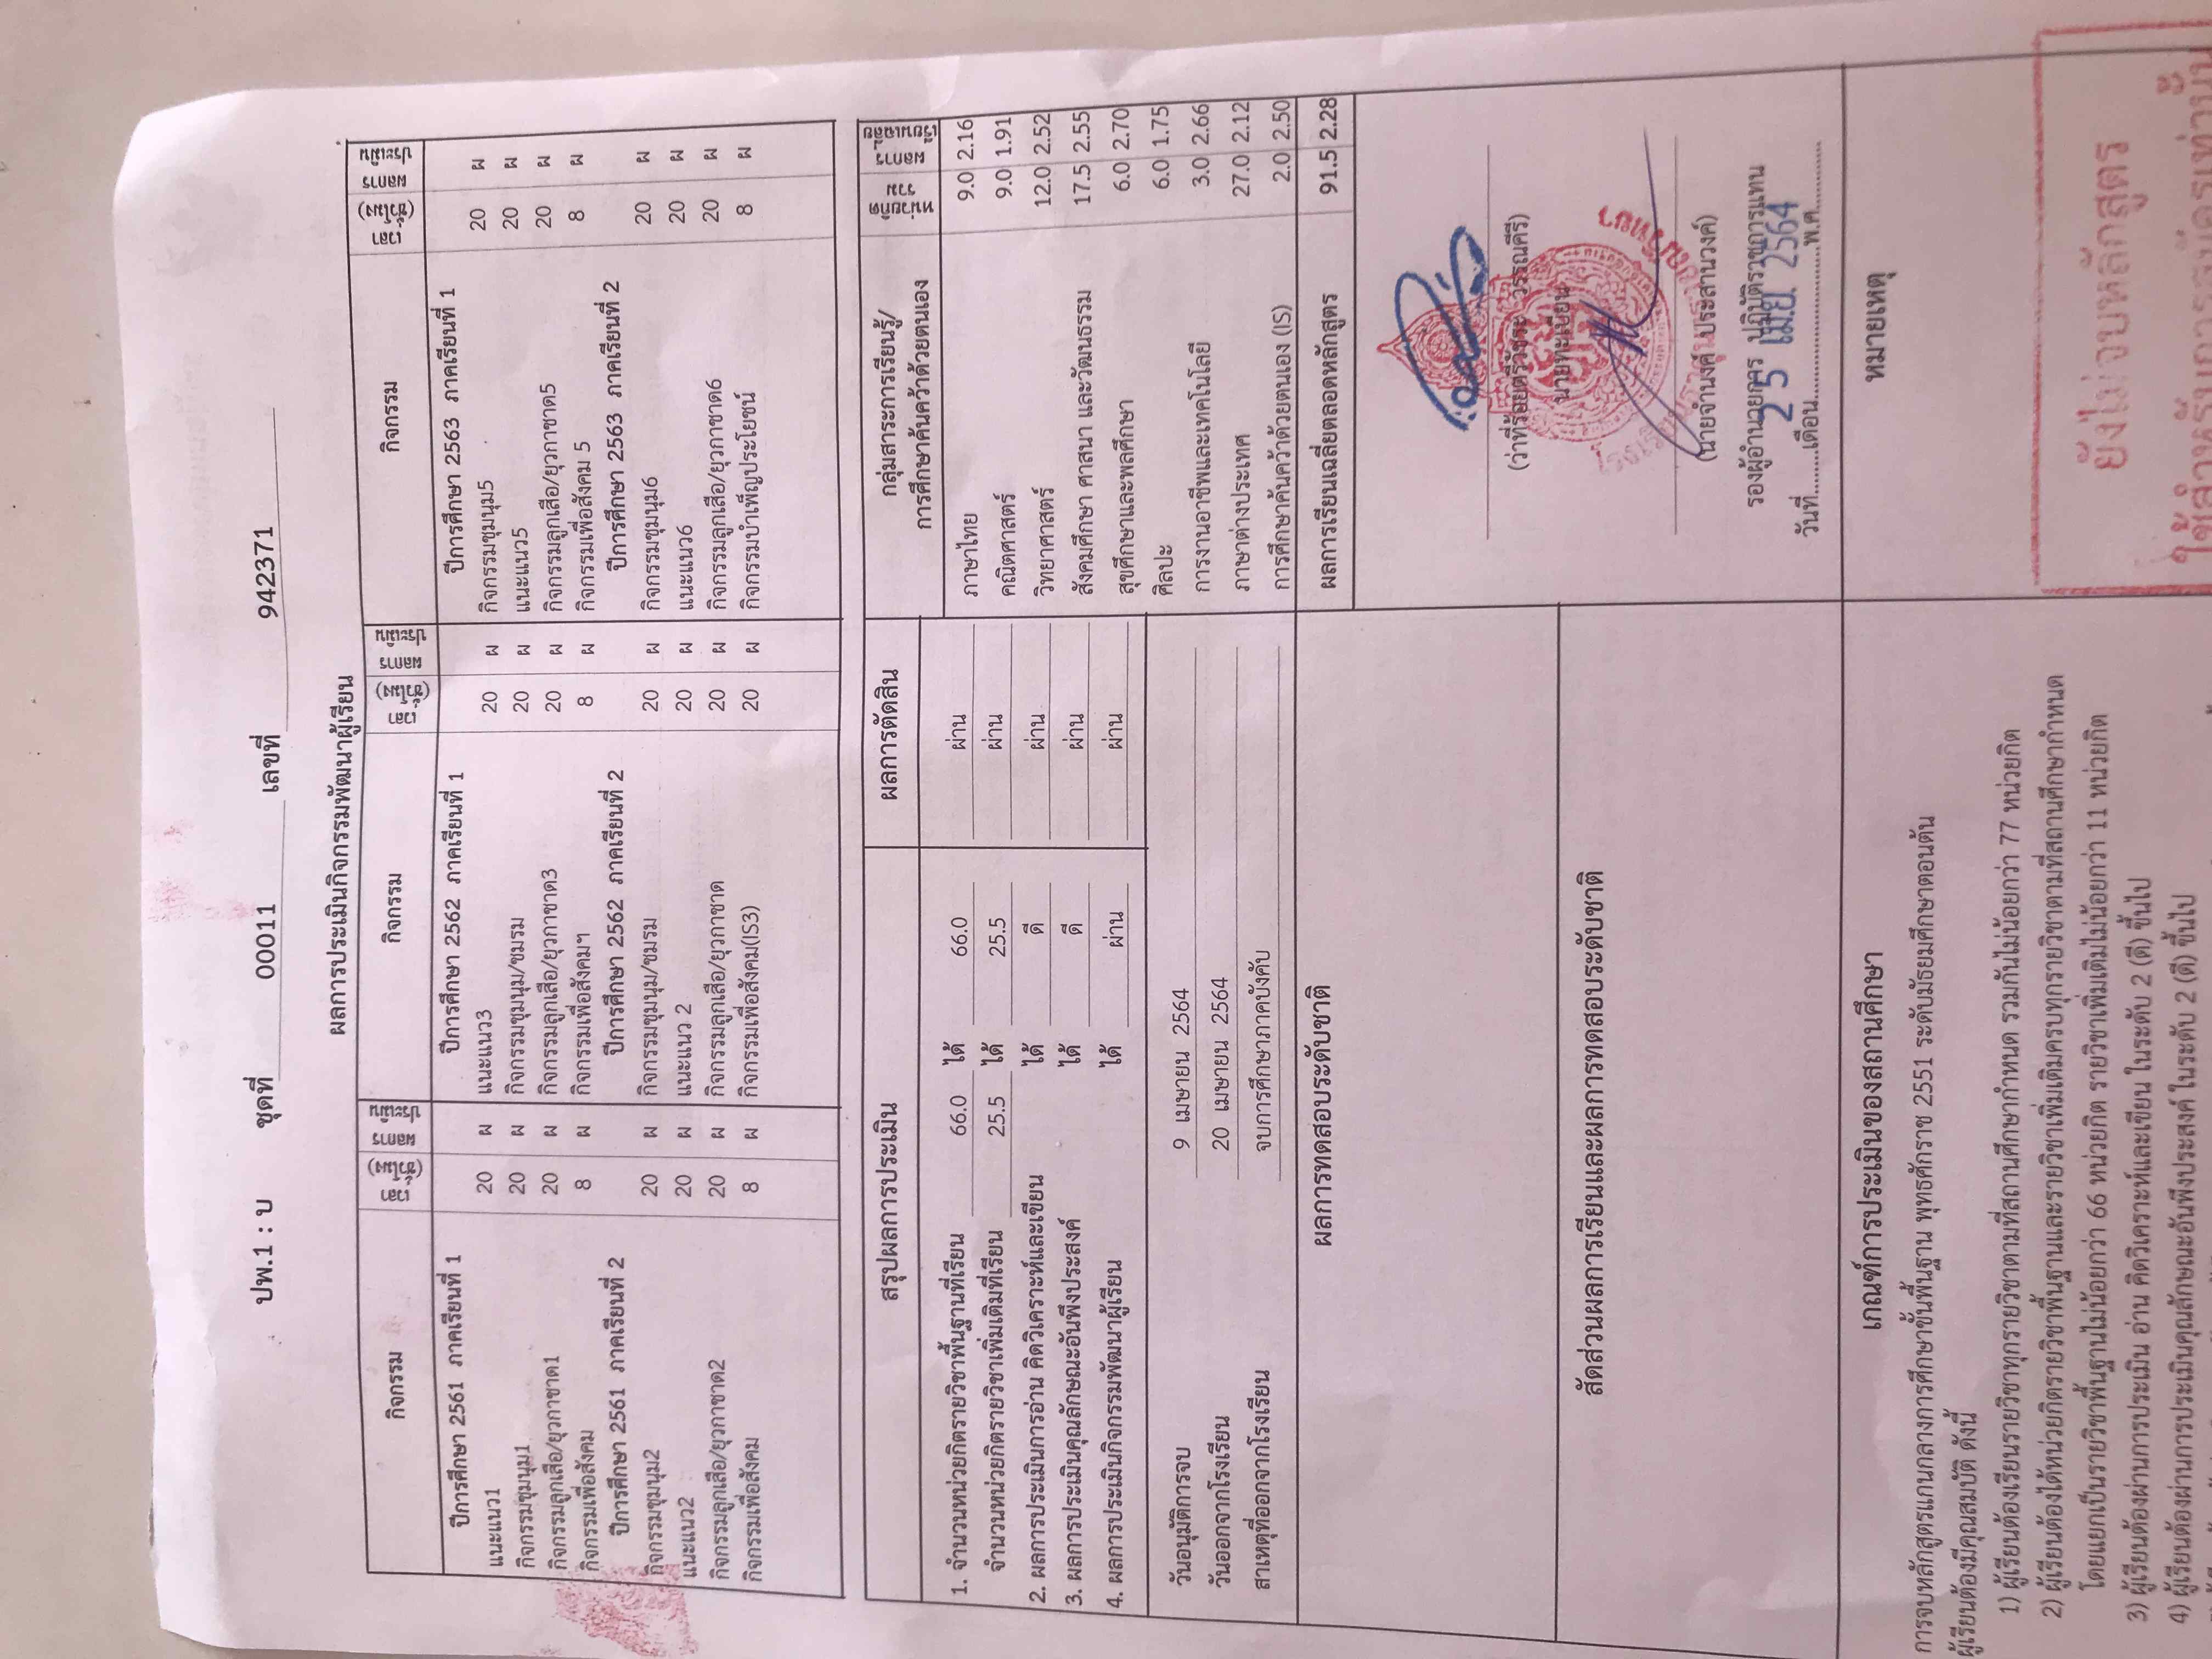 ปพ.1 : บ ชุดที่ 00011 เลขที่ 942371
ผลการประเมินกิจกรรมพัฒนาผู้เรียน
กิจกรรม เวลา (ชั่วโมง) ผลการประเมิน กิจกรรม เวลา (ชั่วโมง) ผลการประเมิน กิจกรรม เวลา (ชั่วโมง) ผลการประเมิน
ปีการศึกษา 2561 ภาคเรียนที่ 1 ปีการศึกษา 2562 ภาคเรียนที่ 1 ปีการศึกษา 2563 ภาคเรียนที่ 1
แนะแนว1 20 ผ แนะแนว3 20 ผ กิจกรรมชุมนุม5 20 ผ
กิจกรรมชุมนุม1 20 ผ กิจกรรมชุมนุม/ชมรม 20 ผ แนะแนว5 20 ผ
กิจกรรมลูกเสือ/ยุวกาชาด1 20 ผ กิจกรรมลูกเสือ/ยุวกาชาด3 20 ผ กิจกรรมลูกเสือ/ยุวกาชาด5 20 ผ
กิจกรรมเพื่อสังคม 8 ผ กิจกรรมเพื่อสังคมฯ 8 ผ กิจกรรมเพื่อสังคม 5 8 ผ
ปีการศึกษา 2561 ภาคเรียนที่ 2 ปีการศึกษา 2562 ภาคเรียนที่ 2 ปีการศึกษา 2563 ภาคเรียนที่ 2
กิจกรรมชุมนุม2 20 ผ กิจกรรมชุมนุม/ชมรม 20 ผ กิจกรรมชุมนุม6 20 ผ
แนะแนว2 20 ผ แนะแนว 2 20 ผ แนะแนว6 20 ผ
กิจกรรมลูกเสือ/ยุวกาชาด2 20 ผ กิจกรรมลูกเสือ/ยุวกาชาด 20 ผ กิจกรรมลูกเสือ/ยุวกาชาด6 20 ผ
กิจกรรมเพื่อสังคม 8 ผ กิจกรรมเพื่อสังคม(IS3) 20 ผ กิจกรรมบำเพ็ญประโยชน์ 8 ผ
สรุปผลการประเมิน ผลการตัดสิน
1. จำนวนหน่วยกิตรายวิชาพื้นฐานที่เรียน 66.0 ได้ 66.0 ผ่าน
จำนวนหน่วยกิตรายวิชาเพิ่มเติมที่เรียน 25.5 ได้ 25.5 ผ่าน
2. ผลการประเมินการอ่าน คิดวิเคราะห์และเขียน ได้ ดี ผ่าน
3. ผลการประเมินคุณลักษณะอันพึงประสงค์ ได้ ดี ผ่าน
4. ผลการประเมินกิจกรรมพัฒนาผู้เรียน ได้ ผ่าน ผ่าน
วันอนุมัติการจบ 9 เมษายน 2564
วันออกจากโรงเรียน 20 เมษายน 2564
สาเหตุที่ออกจากโรงเรียน จบการศึกษาภาคบังคับ
กลุ่มสาระการเรียนรู้/
การศึกษาค้นคว้าด้วยตนเอง
หน่วยกิตรวม
ภาษาไทย 9.0 2.16
คณิตศาสตร์ 9.0 1.91
วิทยาศาสตร์ 12.0 2.52
สังคมศึกษา ศาสนา และวัฒนธรรม 17.5 2.55
สุขศึกษาและพลศึกษา 6.0 2.70
ศิลปะ 6.0 1.75
การงานอาชีพและเทคโนโลยี 3.0 2.66
ภาษาต่างประเทศ 27.0 2.12
การศึกษาค้นคว้าด้วยตนเอง (IS) 2.0 2.50
ผลการเรียนเฉลี่ยตลอดหลักสูตร 91.5 2.28
ผลการทดสอบระดับชาติ
สัดส่วนผลการเรียนและผลการทดสอบระดับชาติ
(ว่าที่ร้อยตรีวัชระ วรรณคีรี)
นายทะเบียน
(นายจำนงค์ ประสานวงค์)
รองผู้อำนวยการ ปฏิบัติราชการแทน
25 เม.ย. 2564
วันที่..........เดือน..............................พ.ศ...............
เกณฑ์การประเมินของสถานศึกษา
การจบหลักสูตรแกนกลางการศึกษาขั้นพื้นฐาน พุทธศักราช 2551 ระดับมัธยมศึกษาตอนต้น
ผู้เรียนต้องมีคุณสมบัติ ดังนี้
1) ผู้เรียนต้องเรียนรายวิชาทุกรายวิชาตามที่สถานศึกษากำหนด รวมกันไม่น้อยกว่า 77 หน่วยกิต
2) ผู้เรียนต้องได้หน่วยกิตรายวิชาพื้นฐานและรายวิชาเพิ่มเติมครบทุกรายวิชาตามที่สถานศึกษากำหนด
โดยแยกเป็นรายวิชาพื้นฐานไม่น้อยกว่า 66 หน่วยกิต รายวิชาเพิ่มเติมไม่น้อยกว่า 11 หน่วยกิต
3) ผู้เรียนต้องผ่านการประเมิน อ่าน คิดวิเคราะห์และเขียน ในระดับ 2 (ดี) ขึ้นไป
4) ผู้เรียนต้องผ่านการประเมินคุณลักษณะอันพึงประสงค์ ในระดับ 2 (ดี) ขึ้นไป
หมายเหตุ
ยังไม่จบหลักสูตร